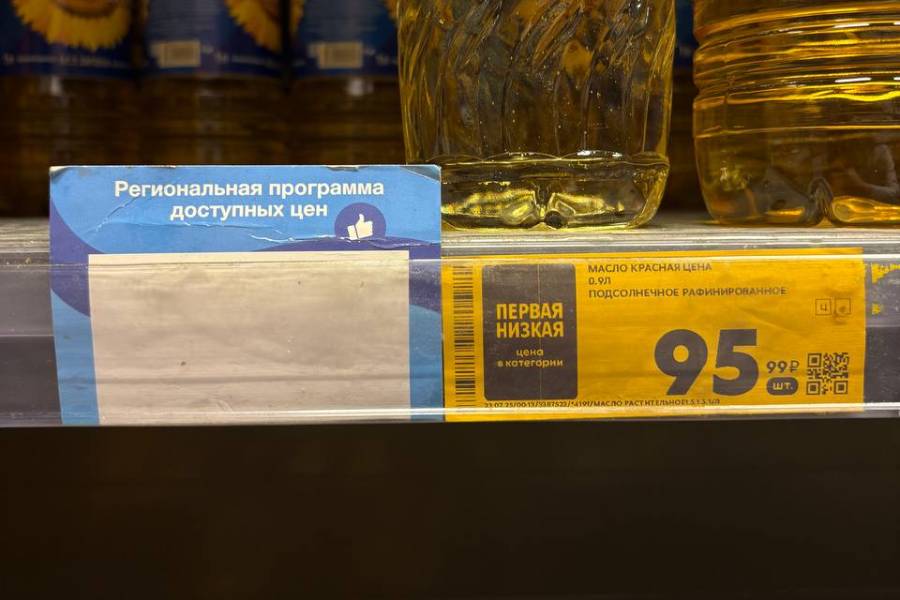 Региональная программа
доступных цен
МАСЛО КРАСНАЯ ЦЕНА
0.9Л
ПОДСОЛНЕЧНОЕ РАФИНИРОВАННОЕ
ПЕРВАЯ
НИЗКАЯ
цена
в категории
95 99₽
шт.